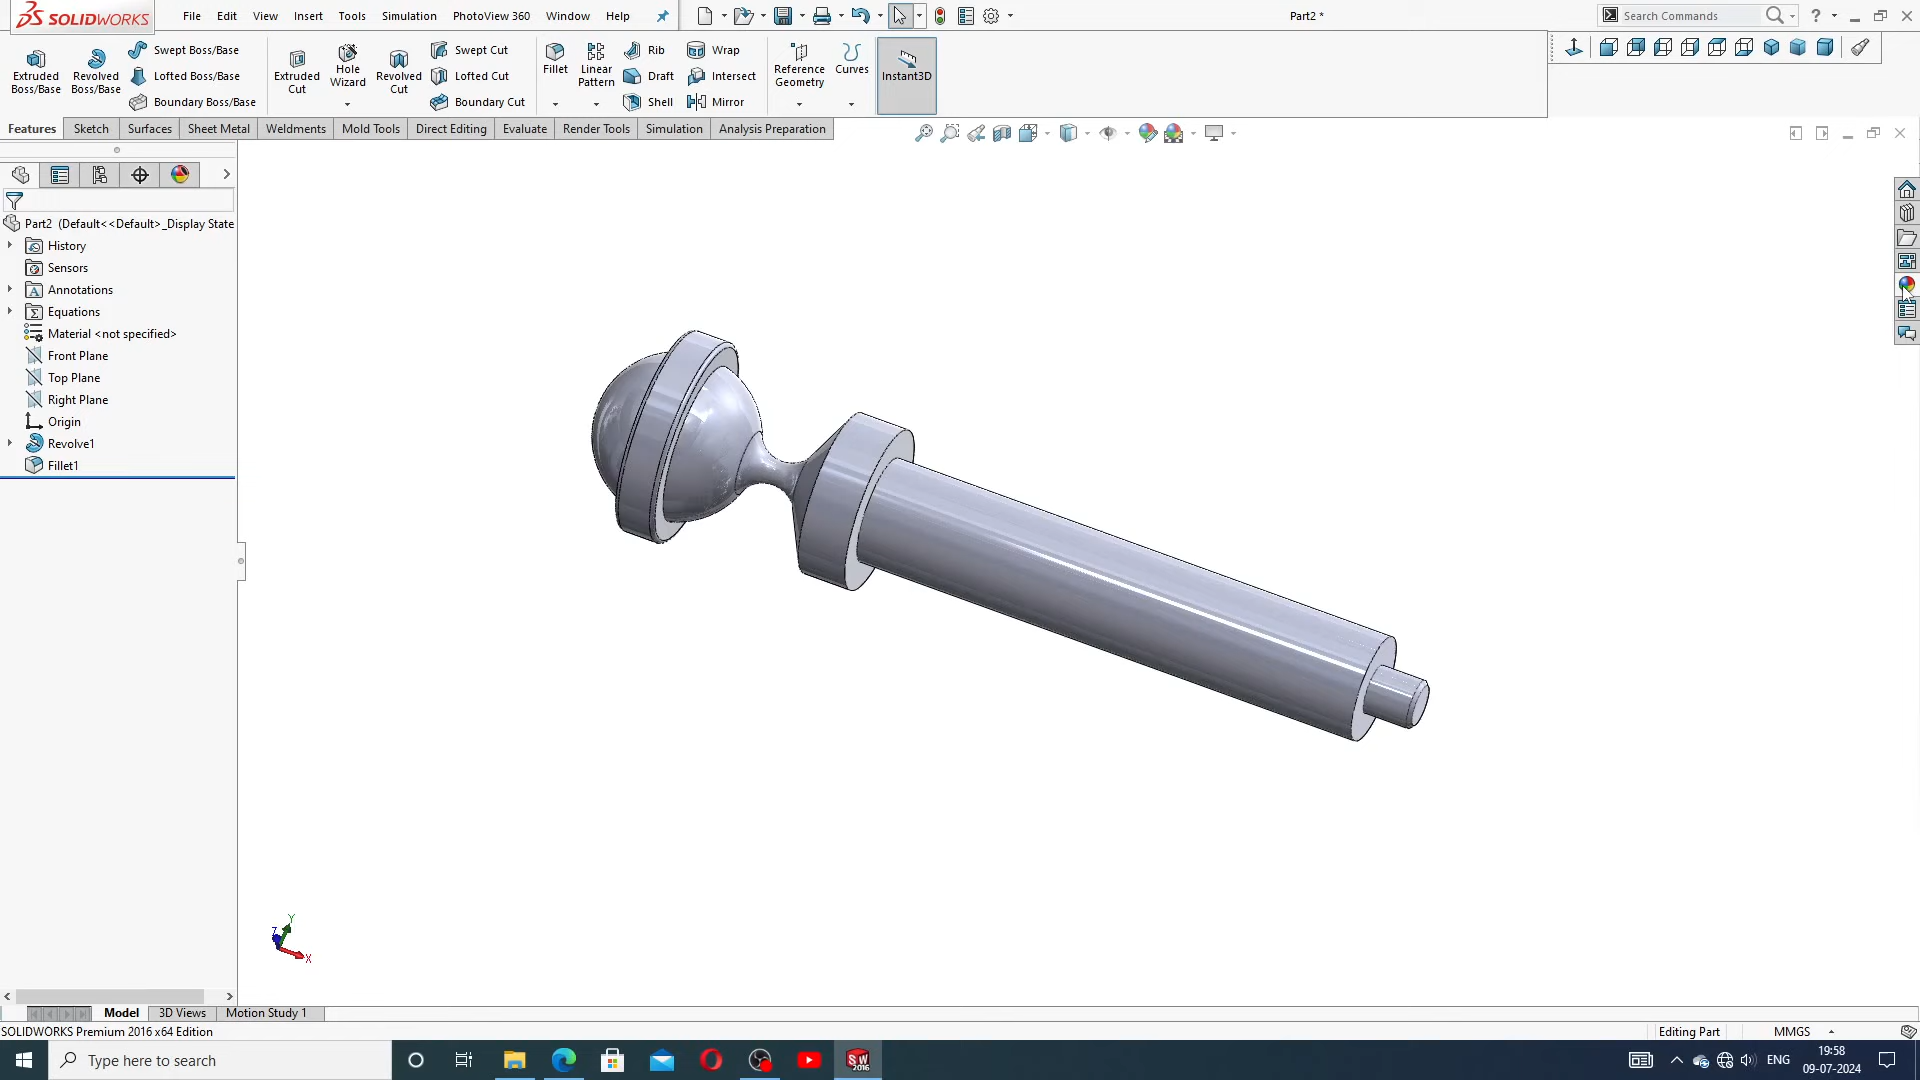 SOLIDWORKS
File Edit View Insert Tools Simulation PhotoView 360 Window Help
Part2 *
Search Commands
Extruded Boss/Base
Revolved Boss/Base
Swept Boss/Base
Lofted Boss/Base
Boundary Boss/Base
Extruded Cut
Hole Wizard
Revolved Cut
Swept Cut
Lofted Cut
Boundary Cut
Fillet
Linear Pattern
Rib
Draft
Shell
Wrap
Intersect
Mirror
Reference Geometry
Curves
Instant3D
Features Sketch Surfaces Sheet Metal Weldments Mold Tools Direct Editing Evaluate Render Tools Simulation Analysis Preparation
Part2 (Default<<Default>_Display State
History
Sensors
Annotations
Equations
Material <not specified>
Front Plane
Top Plane
Right Plane
Origin
Revolve1
Fillet1
Y
Z
X
Model 3D Views Motion Study 1
SOLIDWORKS Premium 2016 x64 Edition
Editing Part MMGS
Type here to search
SW 2016
ENG
19:58
09-07-2024